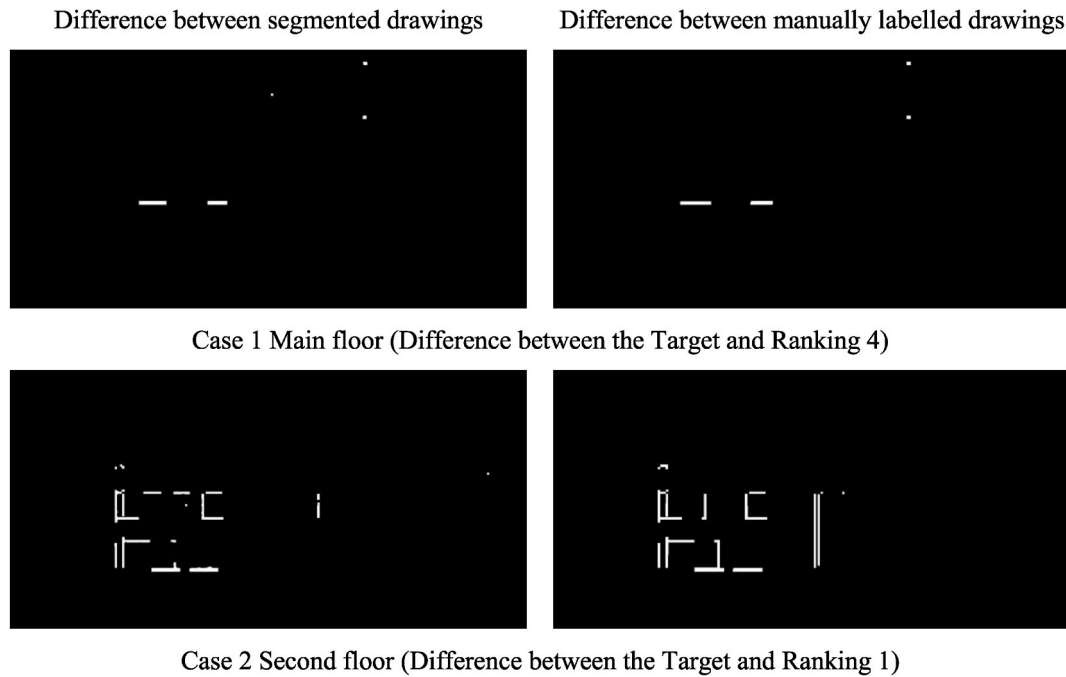 Difference between segmented drawings
Difference between manually labelled drawings
Case 1 Main floor (Difference between the Target and Ranking 4)
Case 2 Second floor (Difference between the Target and Ranking 1)